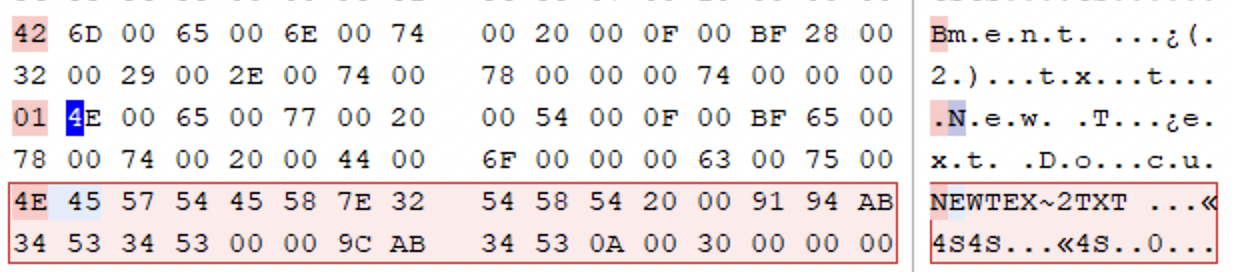 42 6D 00 65 00 6E 00 74 00 20 00 0F 00 BF 28 00 Bm.e.n.t. ...¿(.
32 00 29 00 2E 00 74 00 78 00 00 00 74 00 00 00 2.)...t.x...t...
01 4E 00 65 00 77 00 20 00 54 00 0F 00 BF 65 00 .N.e.w. .T...¿e.
78 00 74 00 20 00 44 00 6F 00 00 00 63 00 75 00 x.t. .D.o...c.u.
4E 45 57 54 45 58 7E 32 54 58 54 20 00 91 94 AB NEWTEX~2TXT ...«
34 53 34 53 00 00 9C AB 34 53 0A 00 30 00 00 00 4S4S...«4S..0...